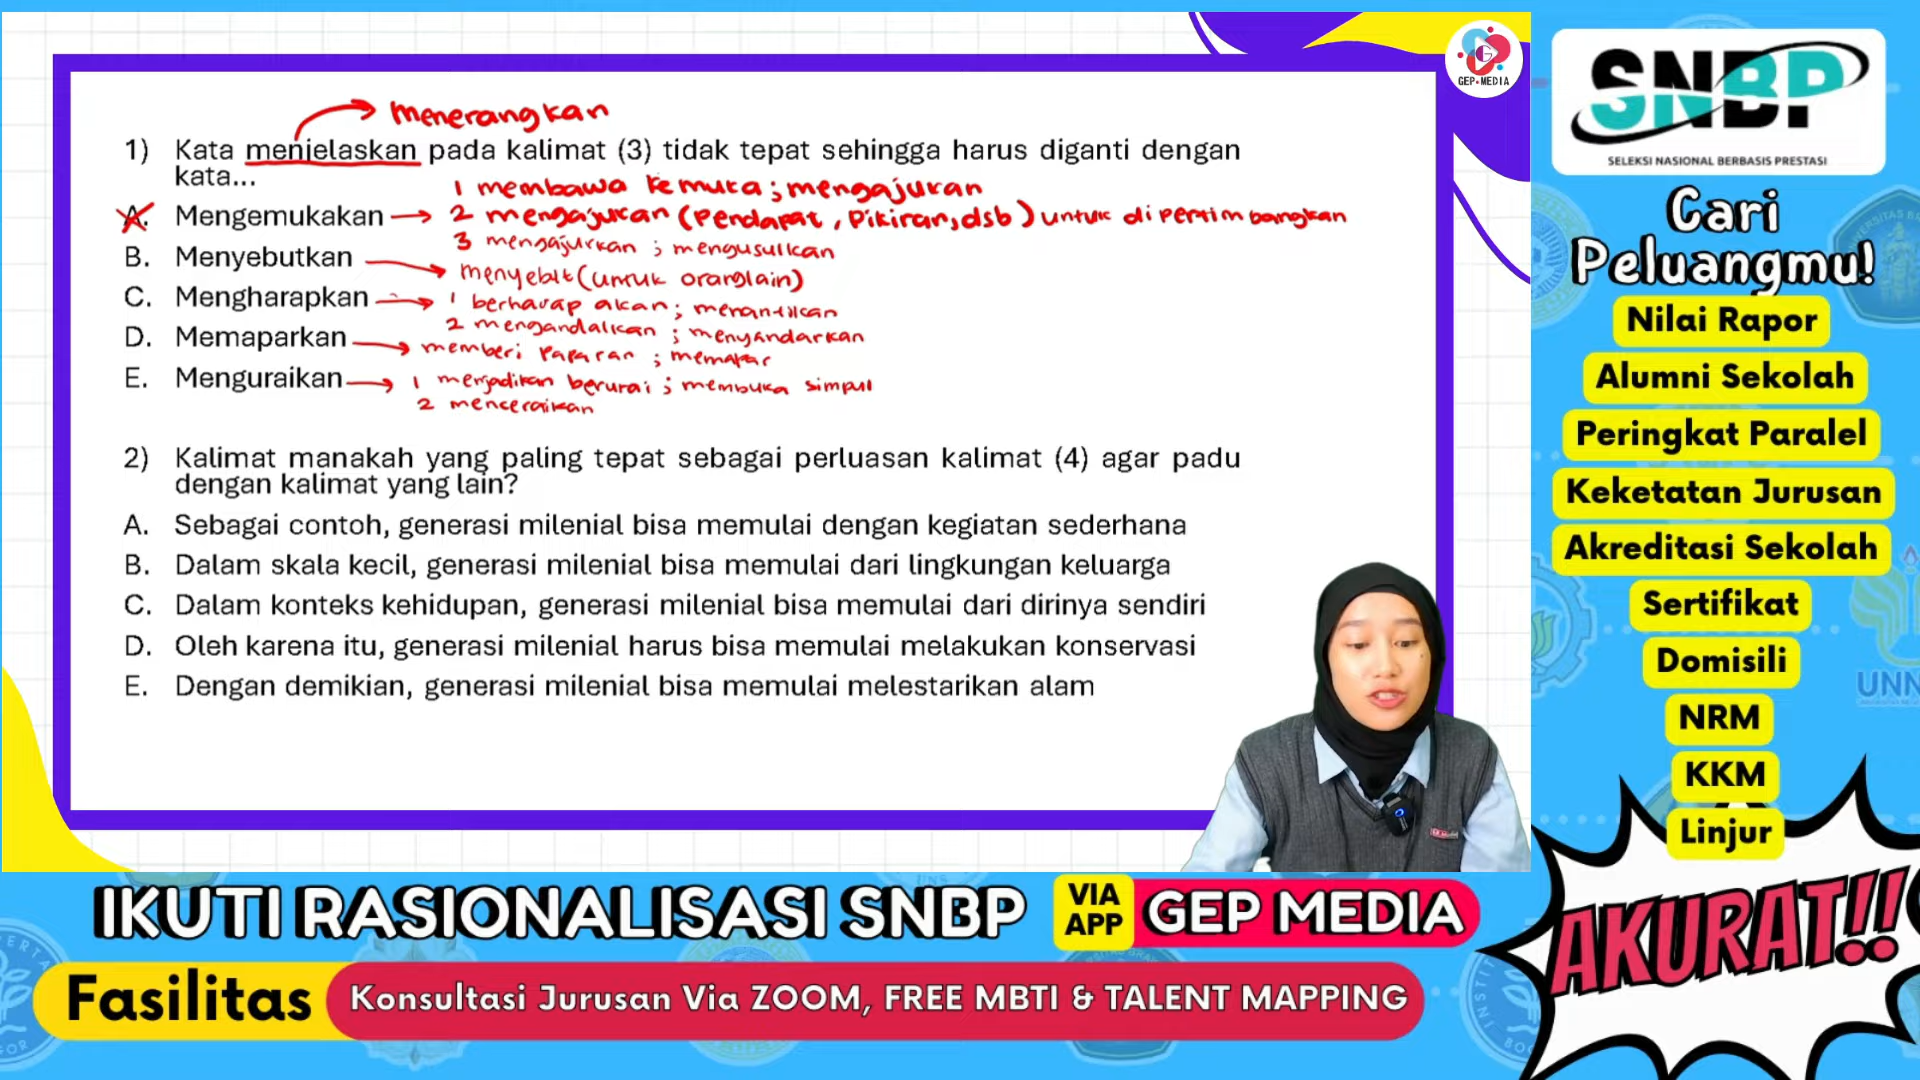 GEP•MEDIA
menerangkan
1) Kata menjelaskan pada kalimat (3) tidak tepat sehingga harus diganti dengan
kata...
1 membawa kemuka ; mengajukan
A. Mengemukakan
2 mengajukan (Pendapat, Pikiran, dsb) untuk dipertimbangkan
3 mengajukan ; mengusulkan
B. Menyebutkan
menyebut (untuk orang lain)
C. Mengharapkan
1 berharap akan ; menantikan
2 mengandalkan ; menyandarkan
D. Memaparkan
memberi paparan ; memapar
E. Menguraikan
1 menjadikan berurai ; membuka simpul
2 menceraikan
2) Kalimat manakah yang paling tepat sebagai perluasan kalimat (4) agar padu
dengan kalimat yang lain?
A. Sebagai contoh, generasi milenial bisa memulai dengan kegiatan sederhana
B. Dalam skala kecil, generasi milenial bisa memulai dari lingkungan keluarga
C. Dalam konteks kehidupan, generasi milenial bisa memulai dari dirinya sendiri
D. Oleh karena itu, generasi milenial harus bisa memulai melakukan konservasi
E. Dengan demikian, generasi milenial bisa memulai melestarikan alam
SNBP
SELEKSI NASIONAL BERBASIS PRESTASI
Cari
Peluangmu!
Nilai Rapor
Alumni Sekolah
Peringkat Paralel
Keketatan Jurusan
Akreditasi Sekolah
Sertifikat
Domisili
NRM
KKM
Linjur
AKURAT!!
IKUTI RASIONALISASI SNBP VIA APP GEP MEDIA
Fasilitas Konsultasi Jurusan Via ZOOM, FREE MBTI & TALENT MAPPING